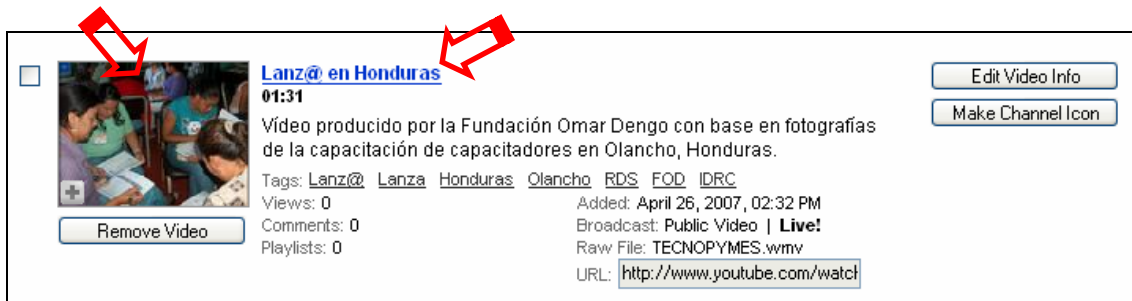 Lanz@ en Honduras
01:31
Vídeo producido por la Fundación Omar Dengo con base en fotografías
de la capacitación de capacitadores en Olancho, Honduras.
Tags: Lanz@ Lanza Honduras Olancho RDS FOD IDRC
Views: 0
Comments: 0
Playlists: 0
Added: April 26, 2007, 02:32 PM
Broadcast: Public Video | Live!
Raw File: TECNOPYMES.wmv
URL: http://www.youtube.com/watch
Remove Video
Edit Video Info
Make Channel Icon